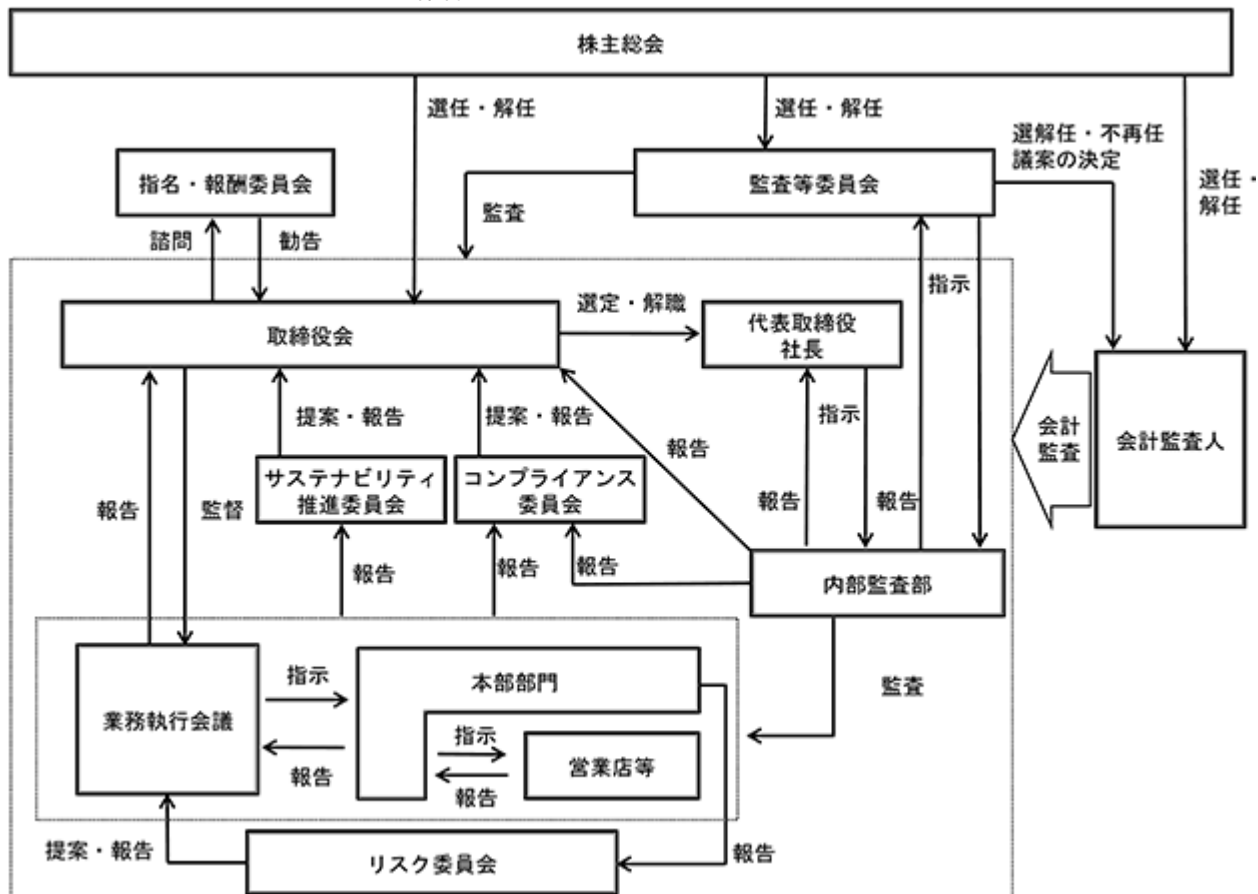 株主総会
選任・解任
選任・解任
選解任・不再任
議案の決定
選任・
解任
指名・報酬委員会
監査等委員会
監査
諮問
勧告
指示
選定・解職
取締役会
代表取締役
社長
提案・報告
提案・報告
指示
報告
会計
監査
会計監査人
サステナビリティ
推進委員会
コンプライアンス
委員会
報告
監督
報告
報告
報告
報告
報告
内部監査部
業務執行会議
指示
本部部門
監査
報告
指示
報告
営業店等
提案・報告
リスク委員会
報告